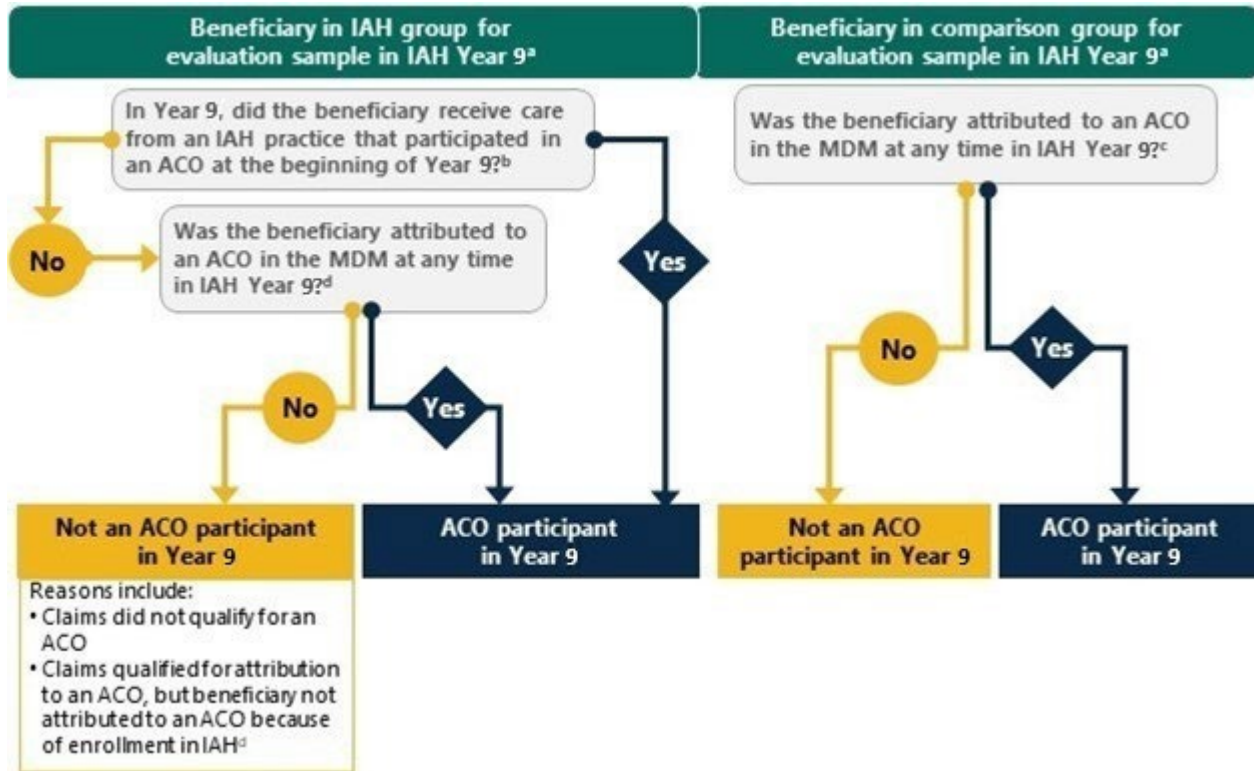 Beneficiary in IAH group for
evaluation sample in IAH Year 9ᵃ
Beneficiary in comparison group for
evaluation sample in IAH Year 9ᵃ
In Year 9, did the beneficiary receive care
from an IAH practice that participated in
an ACO at the beginning of Year 9?ᵇ
Was the beneficiary attributed to an ACO
in the MDM at any time in IAH Year 9?ᶜ
No
Was the beneficiary attributed to
an ACO in the MDM at any time
in IAH Year 9?ᵈ
Yes
No
Yes
No
Yes
Not an ACO participant
in Year 9
ACO participant
in Year 9
Not an ACO
participant in Year 9
ACO participant
in Year 9
Reasons include:
• Claims did not qualify for an
ACO
• Claims qualified for attribution
to an ACO, but beneficiary not
attributed to an ACO because
of enrollment in IAHᵈ